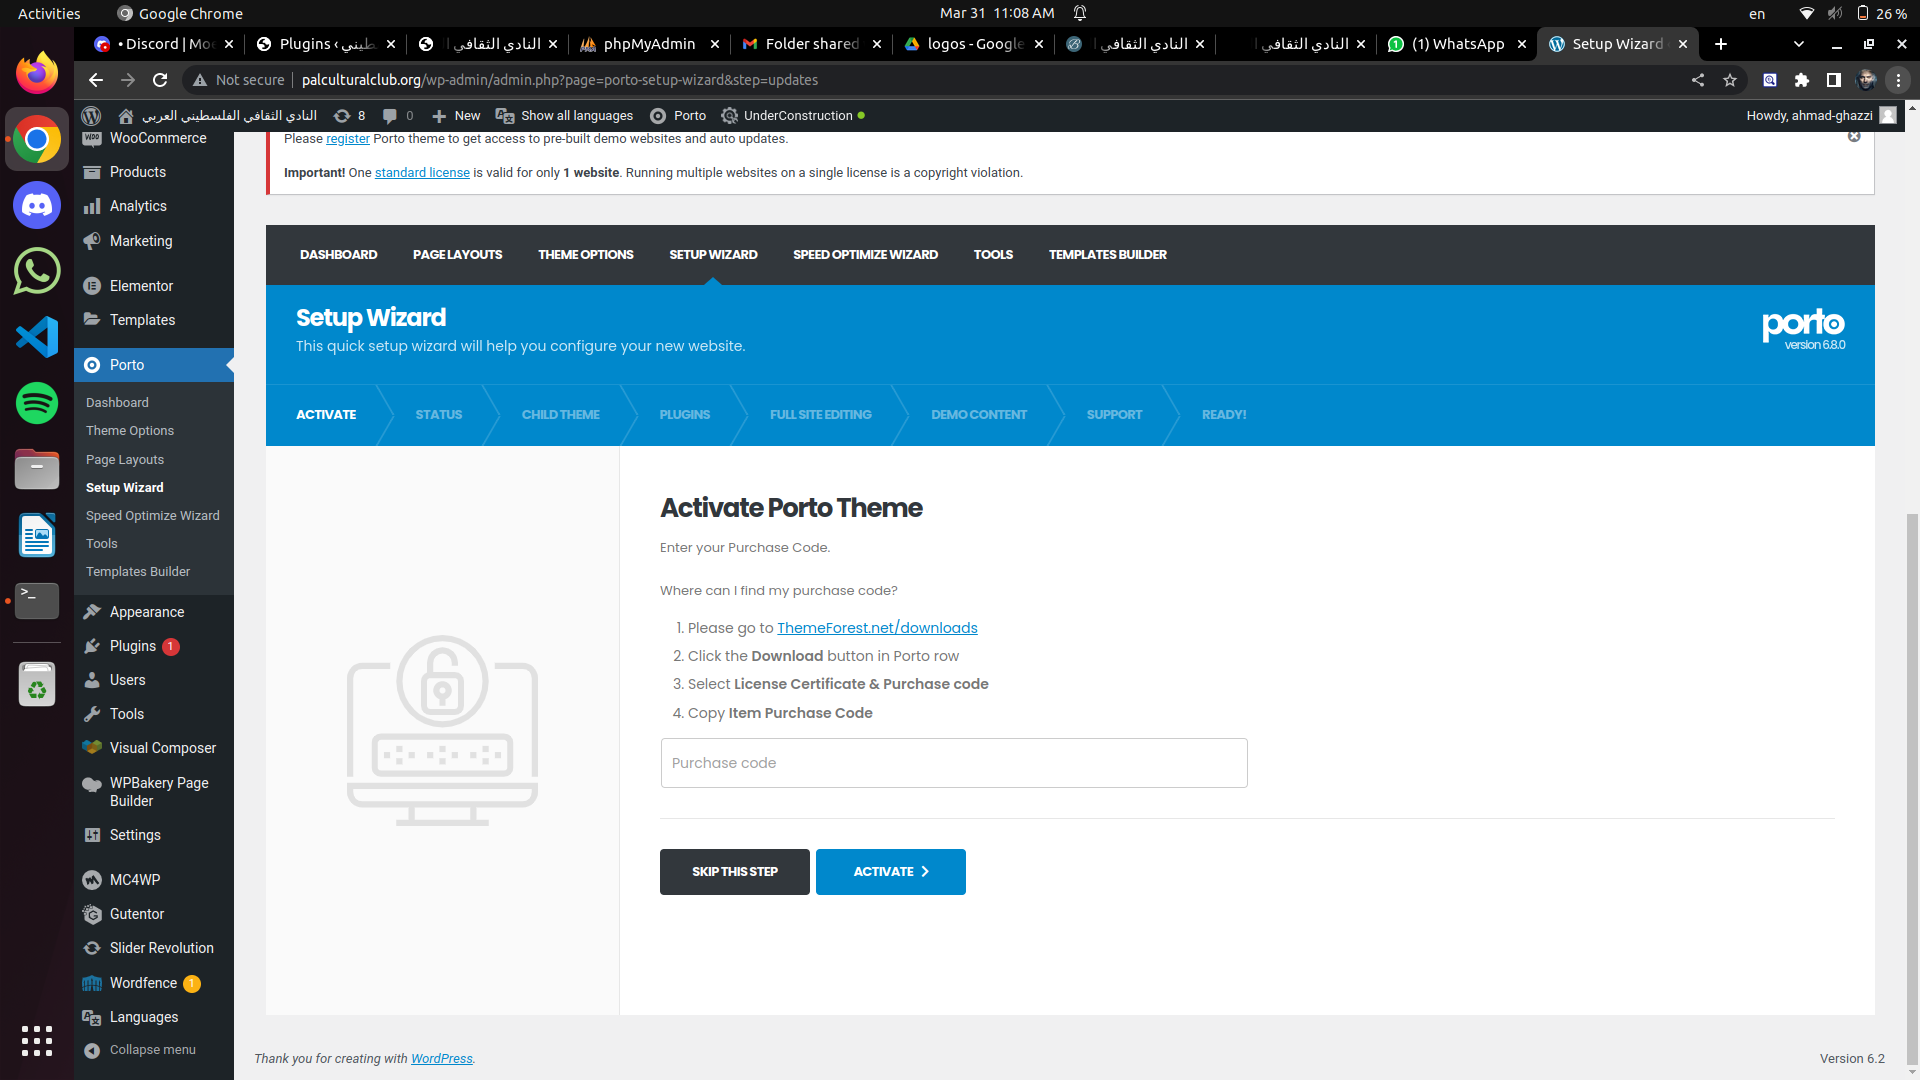 Activities
Google Chrome
Mar 31 11:08 AM
en
26 %
• Discord | Mo
Plugins ‹
النادي الثقافي ا
phpMyAdmin
Folder shared
logos - Google
النادي الثقافي ا
النادي الثقافي ا
(1) WhatsApp
Setup Wizard
Not secure
palculturalclub.org/wp-admin/admin.php?page=porto-setup-wizard&step=updates
النادي الثقافي الفلسطيني العربي
8
0
New
Show all languages
Porto
UnderConstruction
Howdy, ahmad-ghazzi
WooCommerce
Products
Analytics
Marketing
Elementor
Templates
Porto
Dashboard
Theme Options
Page Layouts
Setup Wizard
Speed Optimize Wizard
Tools
Templates Builder
Appearance
Plugins 1
Users
Tools
Visual Composer
WPBakery Page
Builder
Settings
MC4WP
Gutentor
Slider Revolution
Wordfence 1
Languages
Collapse menu
Please register Porto theme to get access to pre-built demo websites and auto updates.
Important! One standard license is valid for only 1 website. Running multiple websites on a single license is a copyright violation.
DASHBOARD
PAGE LAYOUTS
THEME OPTIONS
SETUP WIZARD
SPEED OPTIMIZE WIZARD
TOOLS
TEMPLATES BUILDER
Setup Wizard
This quick setup wizard will help you configure your new website.
porto
version 6.8.0
ACTIVATE
STATUS
CHILD THEME
PLUGINS
FULL SITE EDITING
DEMO CONTENT
SUPPORT
READY!
Activate Porto Theme
Enter your Purchase Code.
Where can I find my purchase code?
1. Please go to ThemeForest.net/downloads
2. Click the Download button in Porto row
3. Select License Certificate & Purchase code
4. Copy Item Purchase Code
Purchase code
SKIP THIS STEP
ACTIVATE
Thank you for creating with WordPress.
Version 6.2